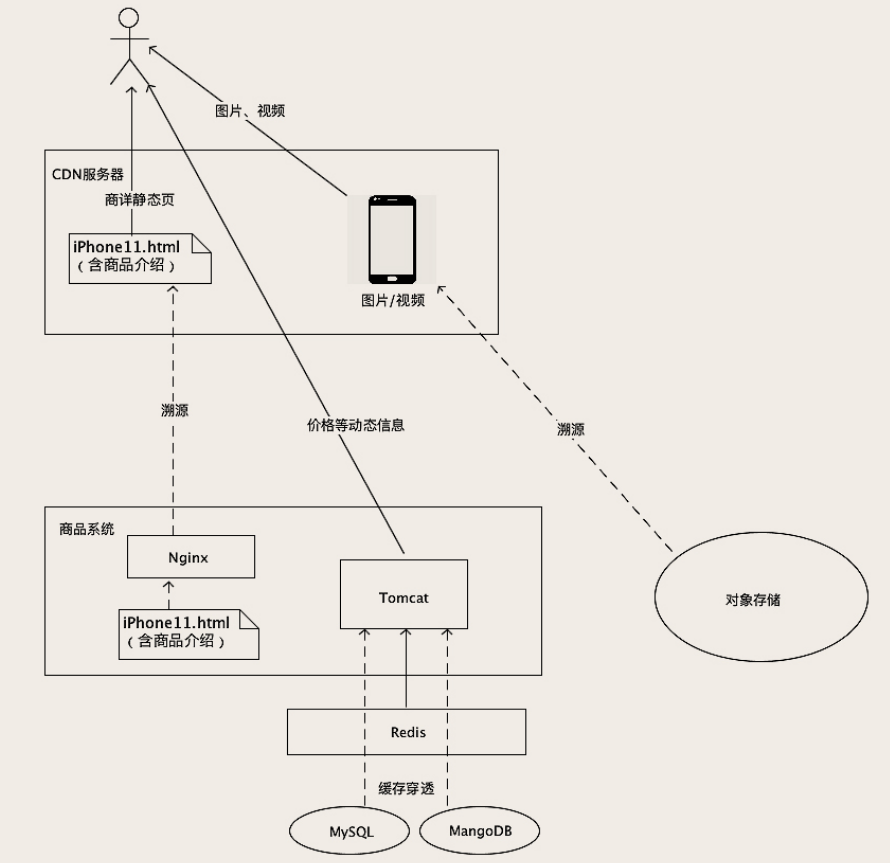 图片、视频
CDN服务器
商详静态页
iPhone11.html
（含商品介绍）
图片/视频
溯源
价格等动态信息
溯源
商品系统
Nginx
iPhone11.html
（含商品介绍）
Tomcat
对象存储
Redis
缓存穿透
MySQL
MangoDB